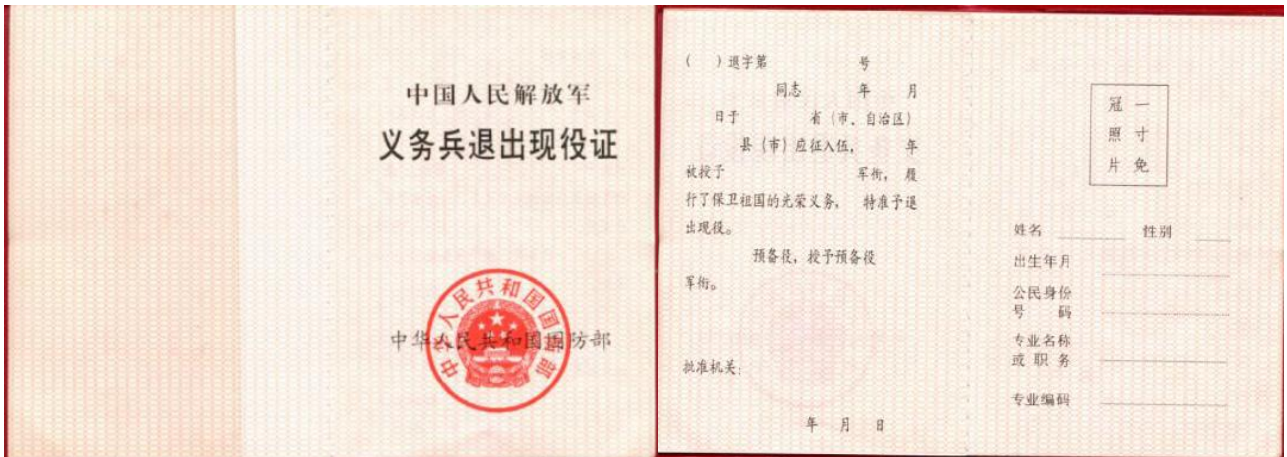 中国人民解放军
义务兵退出现役证
中华人民共和国国防部
中华人民共和国国防部
( ) 退字第 号
同志 年 月
日于 省（市、自治区）
县（市）应征入伍， 年
被授予 军衔，履
行了保卫祖国的光荣义务， 特准予退
出现役。
预备役，授予预备役
军衔。
批准机关：
年 月 日
一寸免
冠照片
姓名 性别
出生年月
公民身份
号 码
专业名称
或 职 务
专业编码